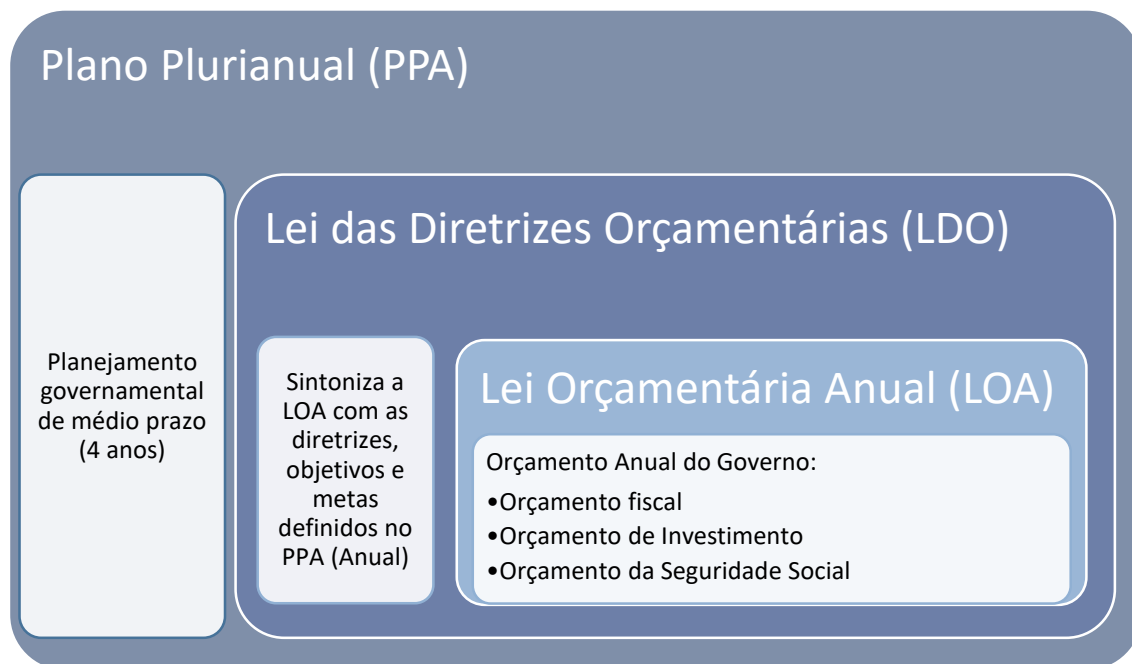 Plano Plurianual (PPA)
Planejamento
governamental
de médio prazo
(4 anos)
Lei das Diretrizes Orçamentárias (LDO)
Sintoniza a
LOA com as
diretrizes,
objetivos e
metas
definidos no
PPA (Anual)
Lei Orçamentária Anual (LOA)
Orçamento Anual do Governo:
•Orçamento fiscal
•Orçamento de Investimento
•Orçamento da Seguridade Social